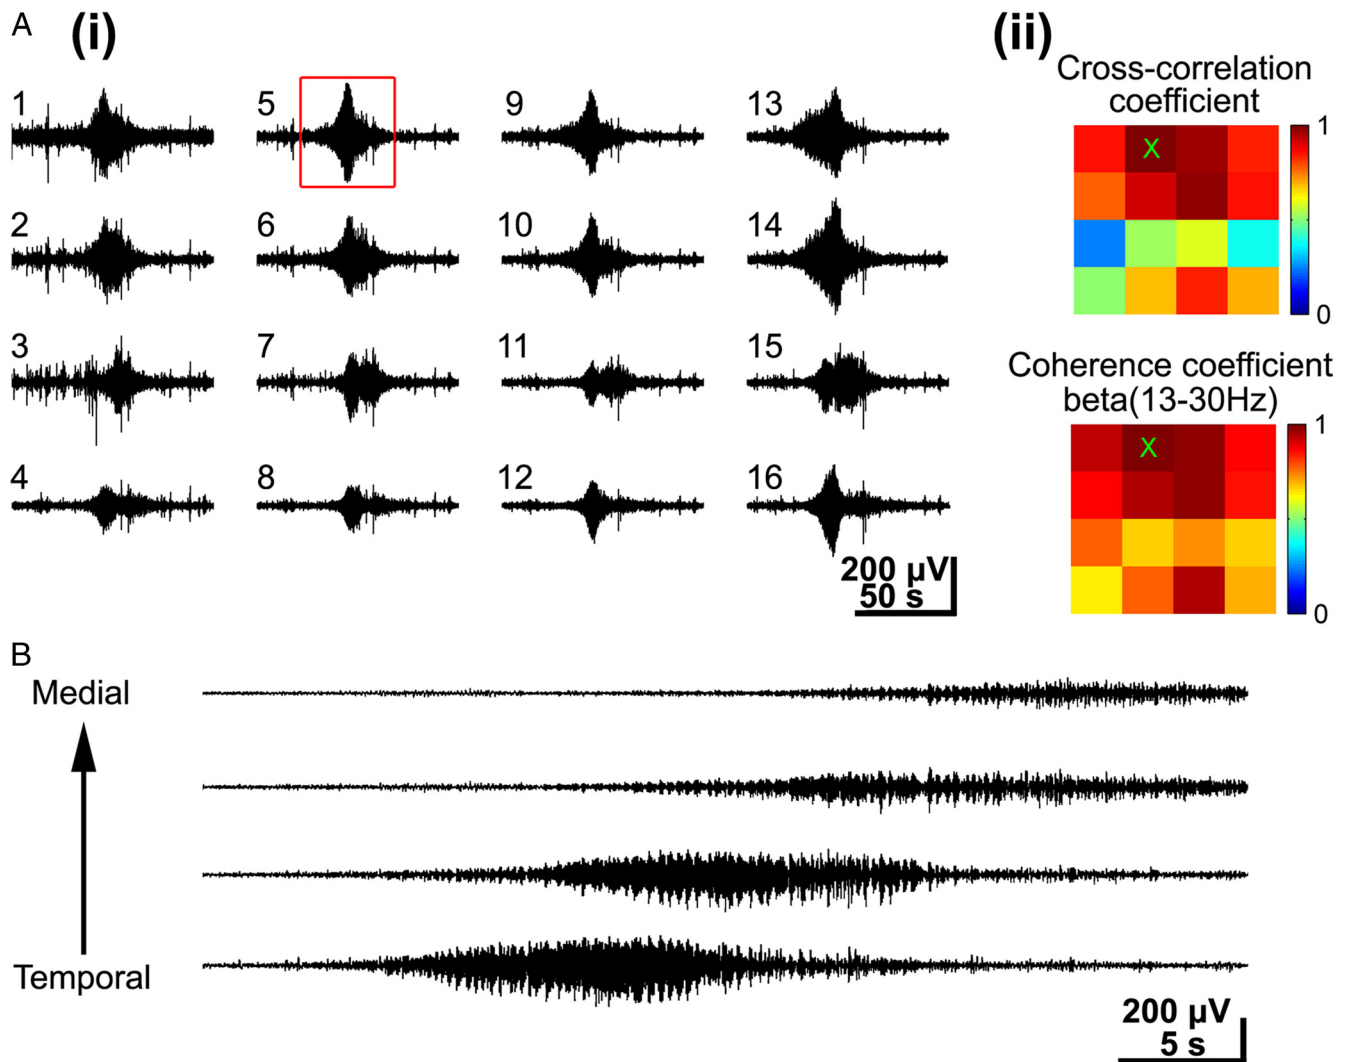 A
(i)
(ii)
Cross-correlation
coefficient
1
5
9
13
X
1
0
2
6
10
14
3
7
11
15
Coherence coefficient
beta(13-30Hz)
4
8
12
16
X
1
0
200 µV
50 s
B
Medial
Temporal
200 µV
5 s